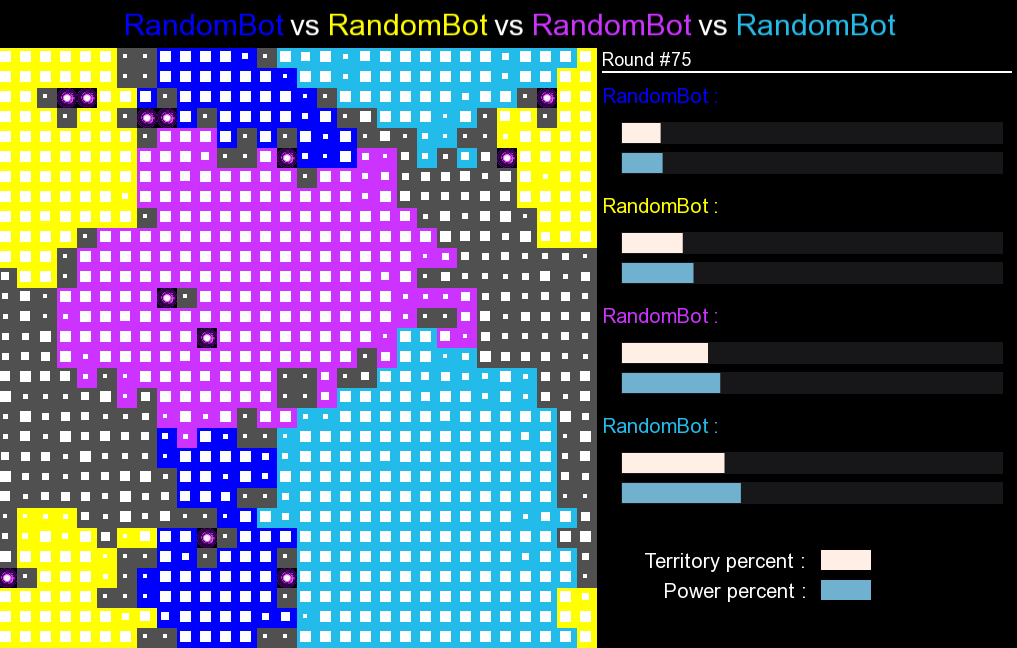 RandomBot vs RandomBot vs RandomBot vs RandomBot
Round #75
RandomBot :
RandomBot :
RandomBot :
RandomBot :
Territory percent :
Power percent :